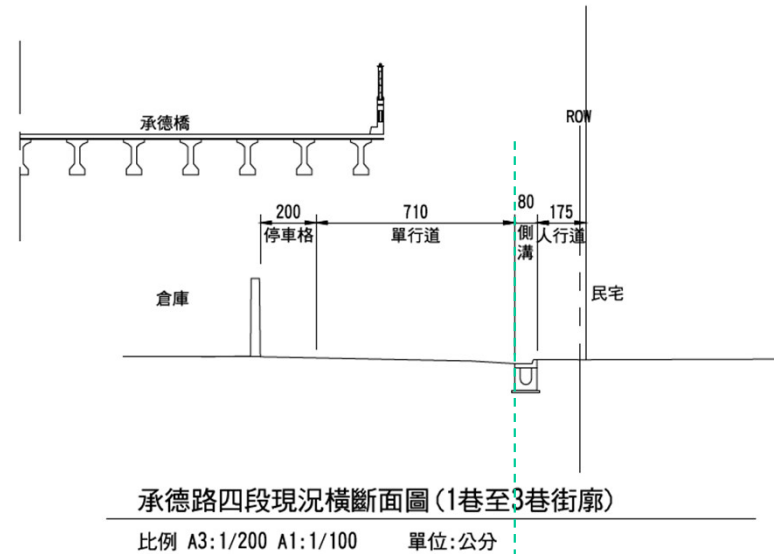 承德橋
ROW
200
停車格
710
單行道
80
側溝
175
人行道
倉庫
民宅
承德路四段現況橫斷面圖(1巷至3巷街廓)
比例 A3:1/200 A1:1/100 單位:公分